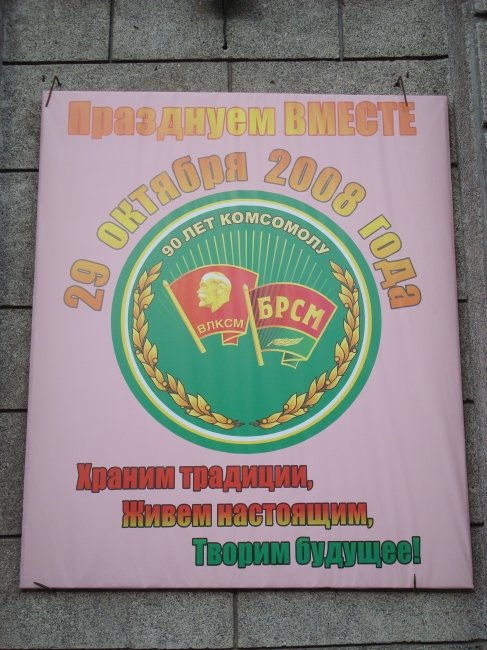 Празднуем ВМЕСТЕ
29 октября 2008 года
90 ЛЕТ КОМСОМОЛУ
ВЛКСМ
БРСМ
Храним традиции,
Живем настоящим,
Творим будущее!